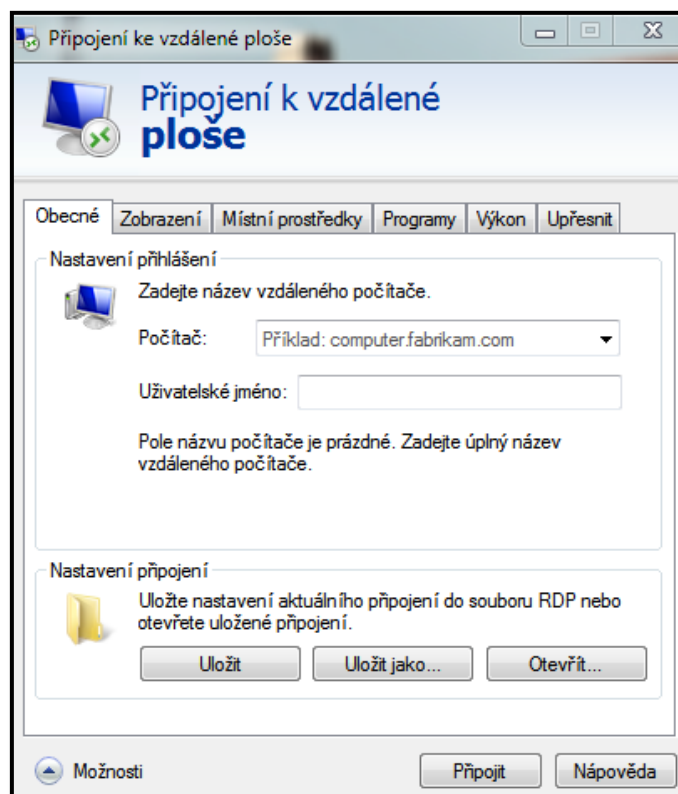 Připojení ke vzdálené ploše
Připojení k vzdálené
ploše
Obecné Zobrazení Místní prostředky Programy Výkon Upřesnit
Nastavení přihlášení
Zadejte název vzdáleného počítače.
Počítač: Příklad: computer.fabrikam.com
Uživatelské jméno:
Pole názvu počítače je prázdné. Zadejte úplný název
vzdáleného počítače.
Nastavení připojení
Uložte nastavení aktuálního připojení do souboru RDP nebo
otevřete uložené připojení.
Uložit Uložit jako... Otevřít...
Možnosti Připojit Nápověda